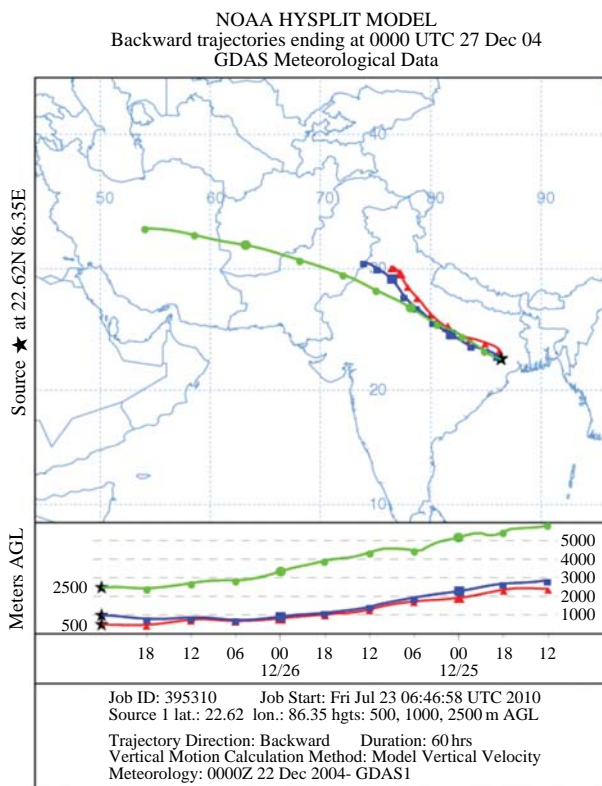 NOAA HYSPLIT MODEL
Backward trajectories ending at 0000 UTC 27 Dec 04
GDAS Meteorological Data
Source ★ at 22.62N 86.35E
40
50
60
70
80
90
30
20
10
Meters AGL
5000
4000
3000
2500
2000
1000
500
18 12 06 00 18 12 06 00 18 12
12/26 12/25
Job ID: 395310 Job Start: Fri Jul 23 06:46:58 UTC 2010
Source 1 lat.: 22.62 lon.: 86.35 hgts: 500, 1000, 2500 m AGL
Trajectory Direction: Backward Duration: 60 hrs
Vertical Motion Calculation Method: Model Vertical Velocity
Meteorology: 0000Z 22 Dec 2004- GDAS1